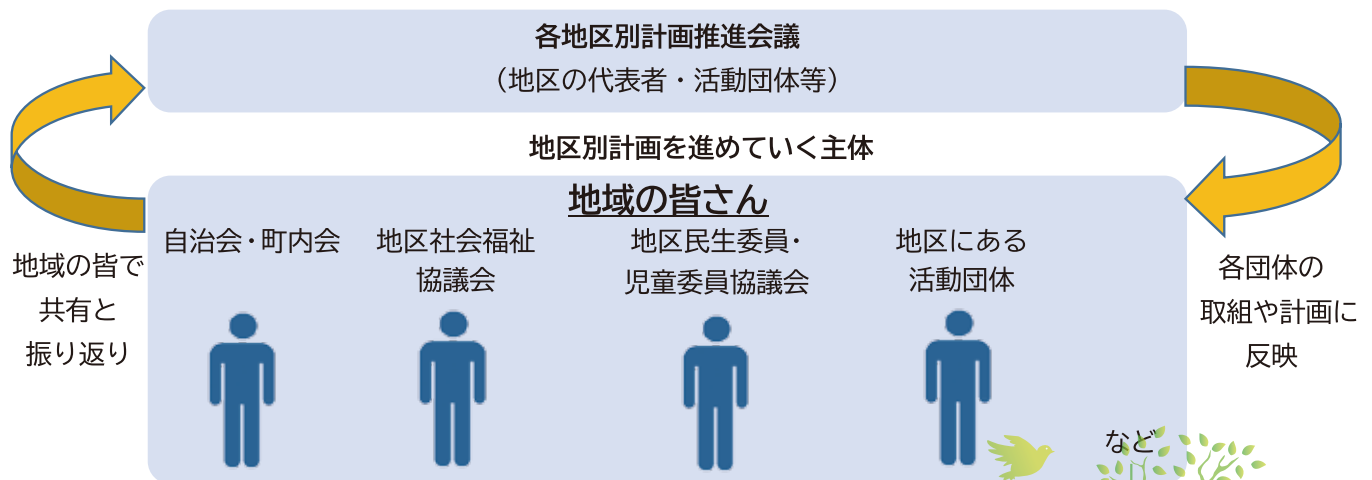 各地区別計画推進会議
（地区の代表者・活動団体等）
地区別計画を進めていく主体
地域の皆さん
自治会・町内会
地区社会福祉
協議会
地区民生委員・
児童委員協議会
地区にある
活動団体
など
地域の皆で
共有と
振り返り
各団体の
取組や計画に
反映